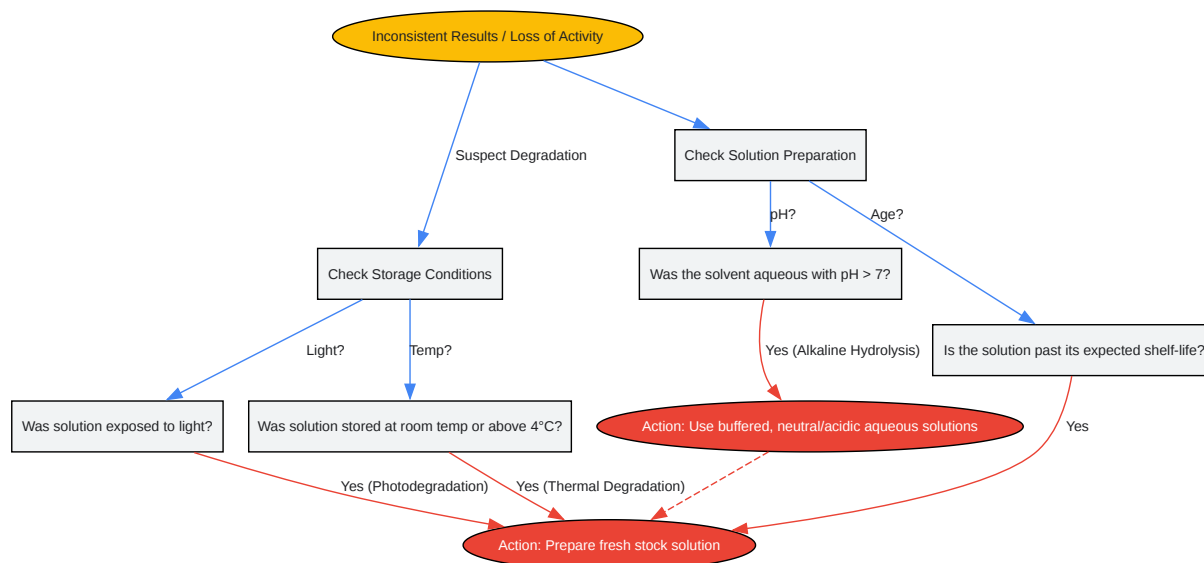 Inconsistent Results / Loss of Activity
Suspect Degradation
Check Solution Preparation
pH?
Age?
Check Storage Conditions
Was the solvent aqueous with pH > 7?
Light?
Temp?
Yes (Alkaline Hydrolysis)
Is the solution past its expected shelf-life?
Was solution exposed to light?
Was solution stored at room temp or above 4°C?
Action: Use buffered, neutral/acidic aqueous solutions
Yes
Yes (Photodegradation)
Yes (Thermal Degradation)
Action: Prepare fresh stock solution